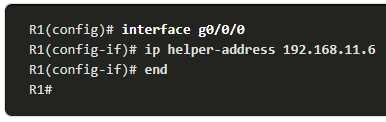 R1(config)# interface g0/0/0
R1(config-if)# ip helper-address 192.168.11.6
R1(config-if)# end
R1#